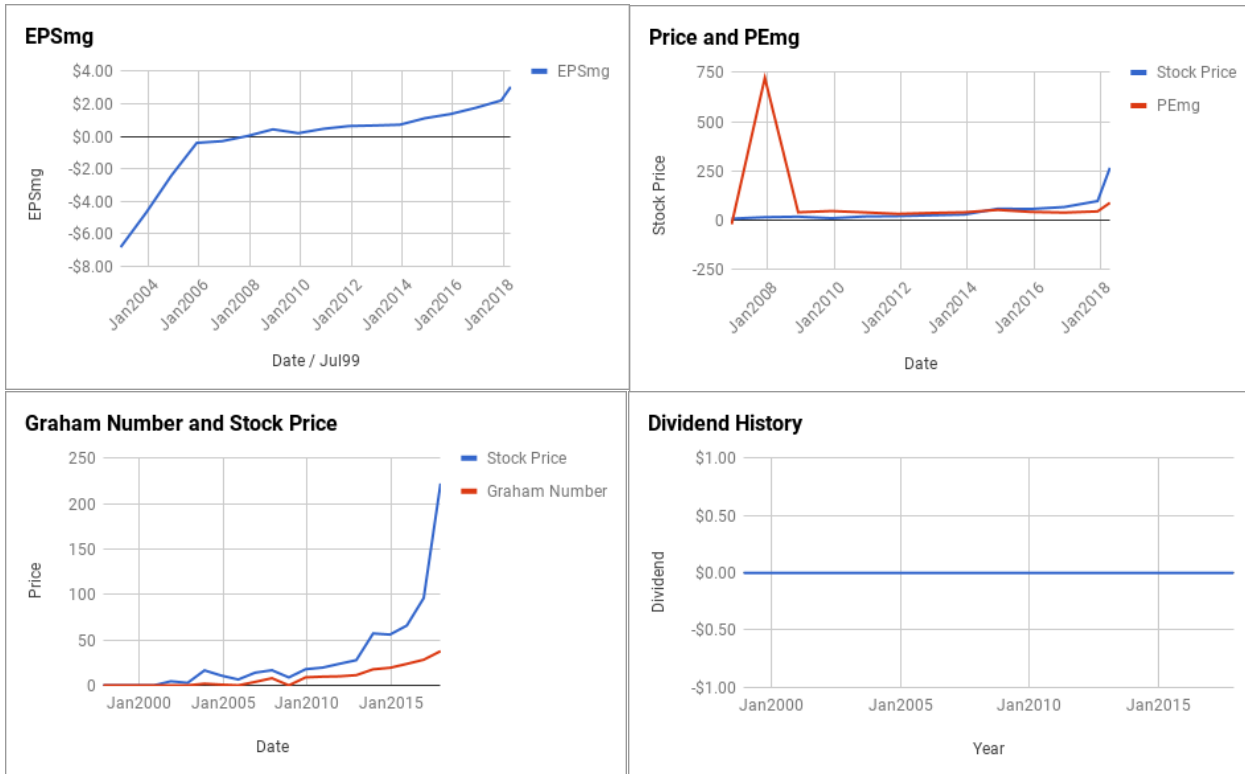 EPSmg
EPSmg
$4.00
$2.00
$0.00
-$2.00
-$4.00
-$6.00
-$8.00
EPSmg
Jan2004
Jan2006
Jan2008
Jan2010
Jan2012
Jan2014
Jan2016
Jan2018
Date / Jul99
Price and PEmg
Stock Price
PEmg
750
500
250
0
-250
Stock Price
Jan2008
Jan2010
Jan2012
Jan2014
Jan2016
Jan2018
Date
Graham Number and Stock Price
Stock Price
Graham Number
250
200
150
100
50
0
Price
Jan2000
Jan2005
Jan2010
Jan2015
Date
Dividend History
$1.00
$0.50
$0.00
-$0.50
-$1.00
Dividend
Jan2000
Jan2005
Jan2010
Jan2015
Year